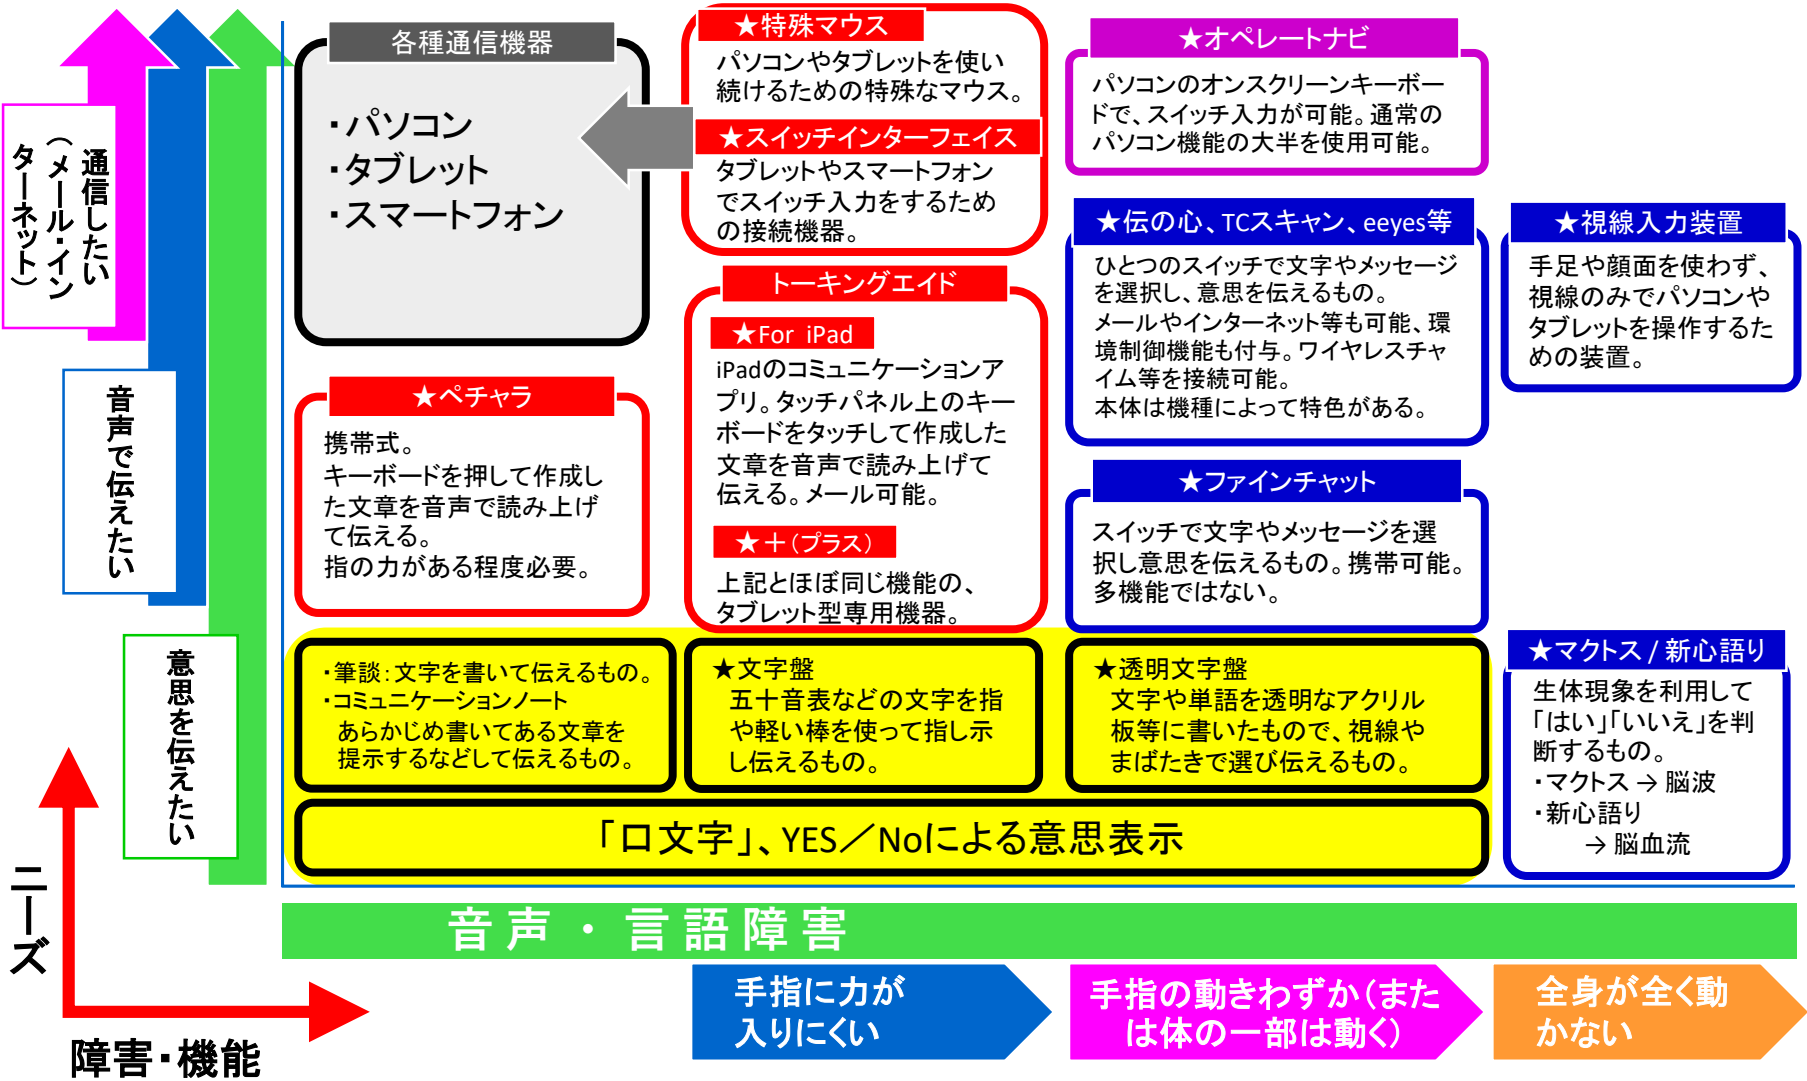 各種通信機器
・パソコン
・タブレット
・スマートフォン
★特殊マウス
パソコンやタブレットを使い
続けるための特殊なマウス。
★スイッチインターフェイス
タブレットやスマートフォン
でスイッチ入力をするため
の接続機器。
★オペレートナビ
パソコンのオンスクリーンキーボー
ドで、スイッチ入力が可能。通常の
パソコン機能の大半を使用可能。
通信したい
（メール・イン
ターネット）
★ペチャラ
携帯式。
キーボードを押して作成し
た文章を音声で読み上げ
て伝える。
指の力がある程度必要。
トーキングエイド
★For iPad
iPadのコミュニケーションア
プリ。タッチパネル上のキー
ボードをタッチして作成した
文章を音声で読み上げて
伝える。メール可能。
★＋（プラス）
上記とほぼ同じ機能の、
タブレット型専用機器。
★伝の心、TCスキャン、eeyes等
ひとつのスイッチで文字やメッセージ
を選択し、意思を伝えるもの。
メールやインターネット等も可能、環
境制御機能も付与。ワイヤレスチャ
イム等を接続可能。
本体は機種によって特色がある。
★視線入力装置
手足や顔面を使わず、
視線のみでパソコンや
タブレットを操作するた
めの装置。
★ファインチャット
スイッチで文字やメッセージを選
択し意思を伝えるもの。携帯可能。
多機能ではない。
音声で伝えたい
意思を伝えたい
・筆談：文字を書いて伝えるもの。
・コミュニケーションノート
あらかじめ書いてある文章を
提示するなどして伝えるもの。
★文字盤
五十音表などの文字を指
や軽い棒を使って指し示
し伝えるもの。
★透明文字盤
文字や単語を透明なアクリル
板等に書いたもので、視線や
まばたきで選び伝えるもの。
★マクトス / 新心語り
生体現象を利用して
「はい」「いいえ」を判
断するもの。
・マクトス → 脳波
・新心語り
→ 脳血流
「口文字」、YES／Noによる意思表示
ニーズ
障害・機能
音声・言語障害
手指に力が
入りにくい
手指の動きわずか（また
は体の一部は動く）
全身が全く動
かない